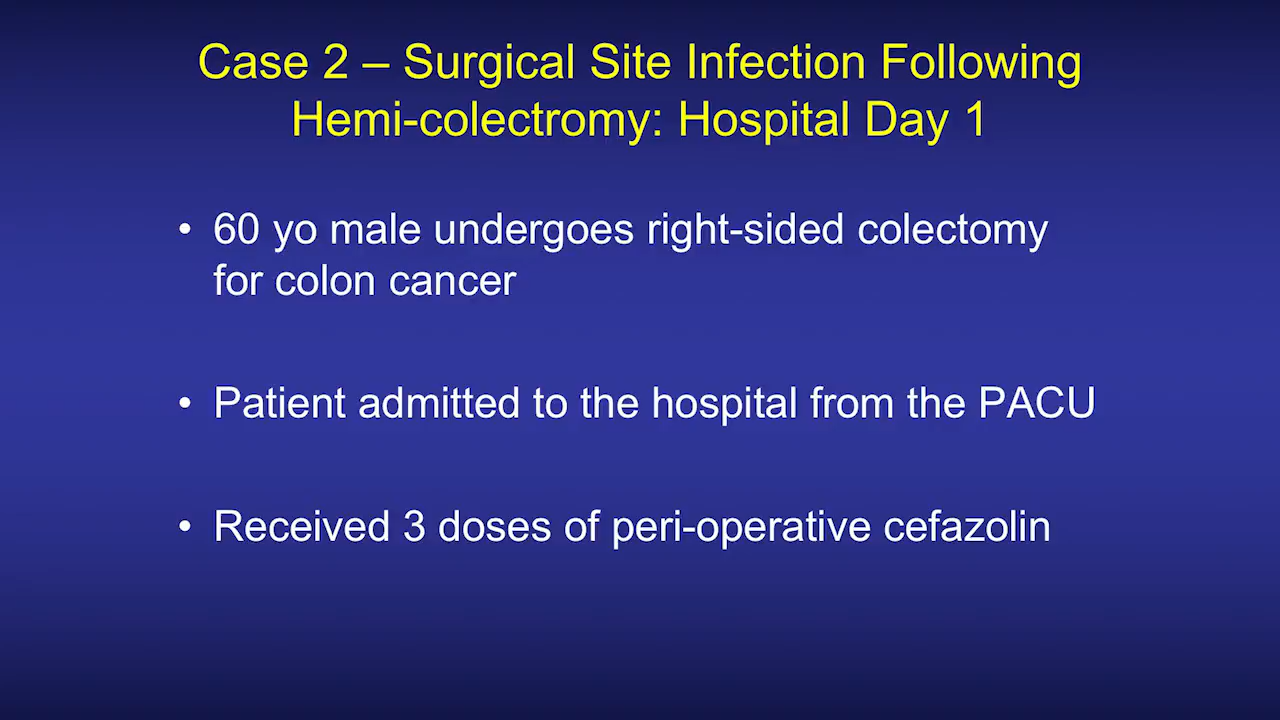 Case 2 – Surgical Site Infection Following
Hemi-colectromy: Hospital Day 1
• 60 yo male undergoes right-sided colectomy
for colon cancer
• Patient admitted to the hospital from the PACU
• Received 3 doses of peri-operative cefazolin